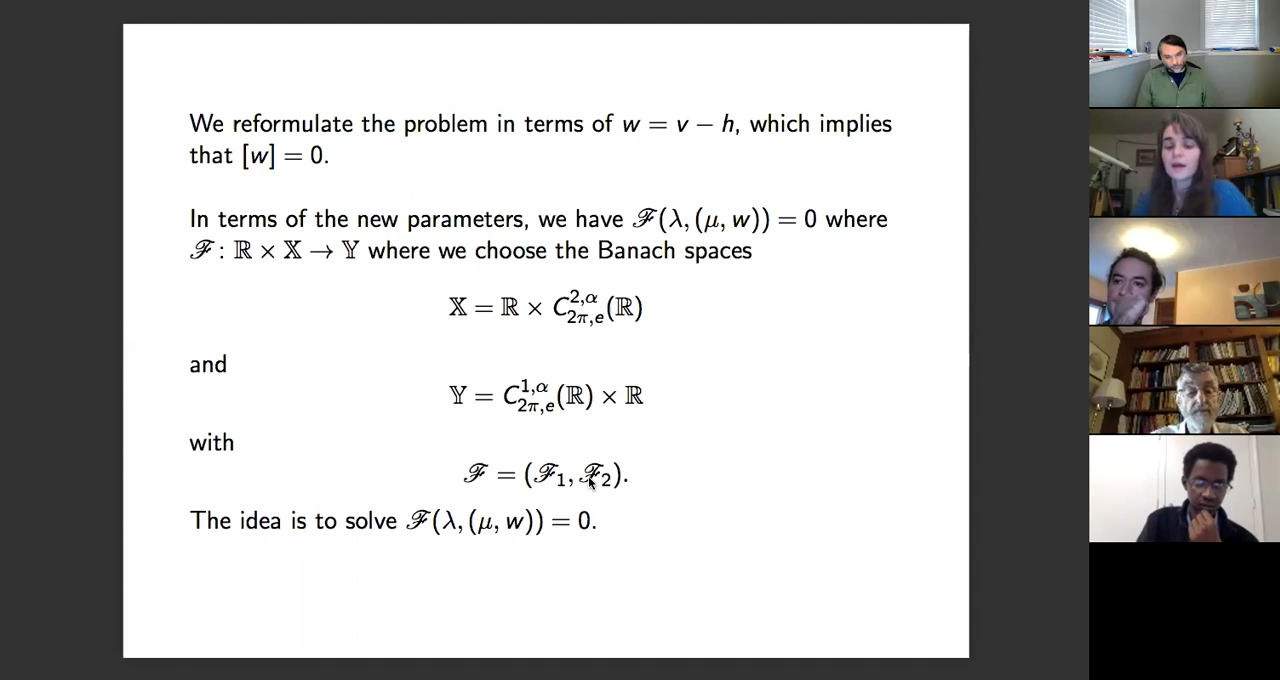 We reformulate the problem in terms of w = v − h, which implies
that [w] = 0.
In terms of the new parameters, we have ℱ(λ, (μ, w)) = 0 where
ℱ : ℝ × 𝕏 → 𝕐 where we choose the Banach spaces
𝕏 = ℝ × C^{2,α}_{2π,e}(ℝ)
and
𝕐 = C^{1,α}_{2π,e}(ℝ) × ℝ
with
ℱ = (ℱ₁, ℱ₂).
The idea is to solve ℱ(λ, (μ, w)) = 0.